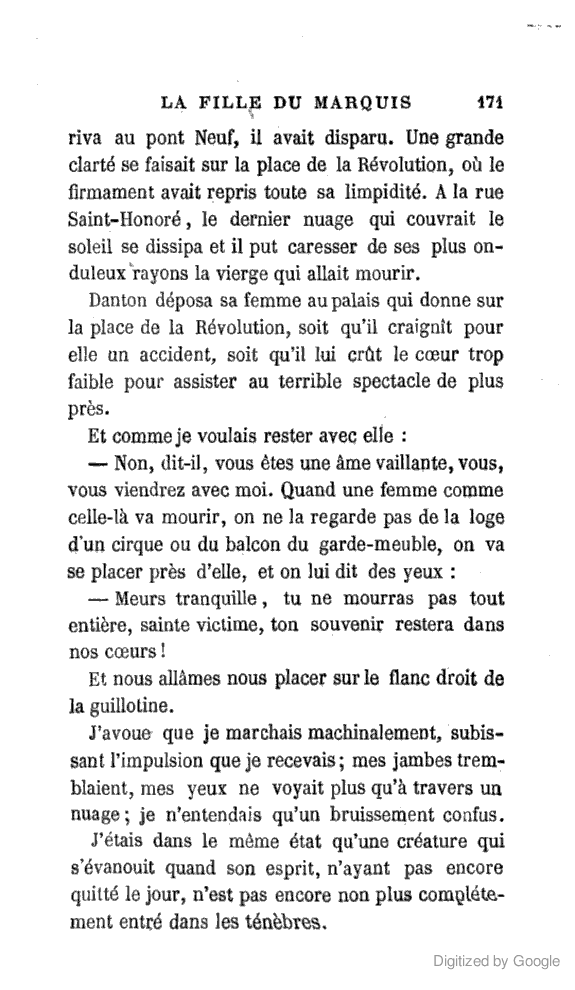 LA FILLE DU MARQUIS 171
riva au pont Neuf, il avait disparu. Une grande
clarté se faisait sur la place de la Révolution, où le
firmament avait repris toute sa limpidité. A la rue
Saint-Honoré, le dernier nuage qui couvrait le
soleil se dissipa et il put caresser de ses plus on-
duleux rayons la vierge qui allait mourir.
Danton déposa sa femme au palais qui donne sur
la place de la Révolution, soit qu'il craignît pour
elle un accident, soit qu'il lui crût le cœur trop
faible pour assister au terrible spectacle de plus
près.
Et comme je voulais rester avec elle :
— Non, dit-il, vous êtes une âme vaillante, vous,
vous viendrez avec moi. Quand une femme comme
celle-là va mourir, on ne la regarde pas de la loge
d'un cirque ou du balcon du garde-meuble, on va
se placer près d'elle, et on lui dit des yeux :
— Meurs tranquille, tu ne mourras pas tout
entière, sainte victime, ton souvenir restera dans
nos cœurs !
Et nous allâmes nous placer sur le flanc droit de
la guillotine.
J'avoue que je marchais machinalement, subis-
sant l'impulsion que je recevais ; mes jambes trem-
blaient, mes yeux ne voyait plus qu'à travers un
nuage ; je n'entendais qu'un bruissement confus.
J'étais dans le même état qu'une créature qui
s'évanouit quand son esprit, n'ayant pas encore
quitté le jour, n'est pas encore non plus compléte-
ment entré dans les ténèbres.
Digitized by Google